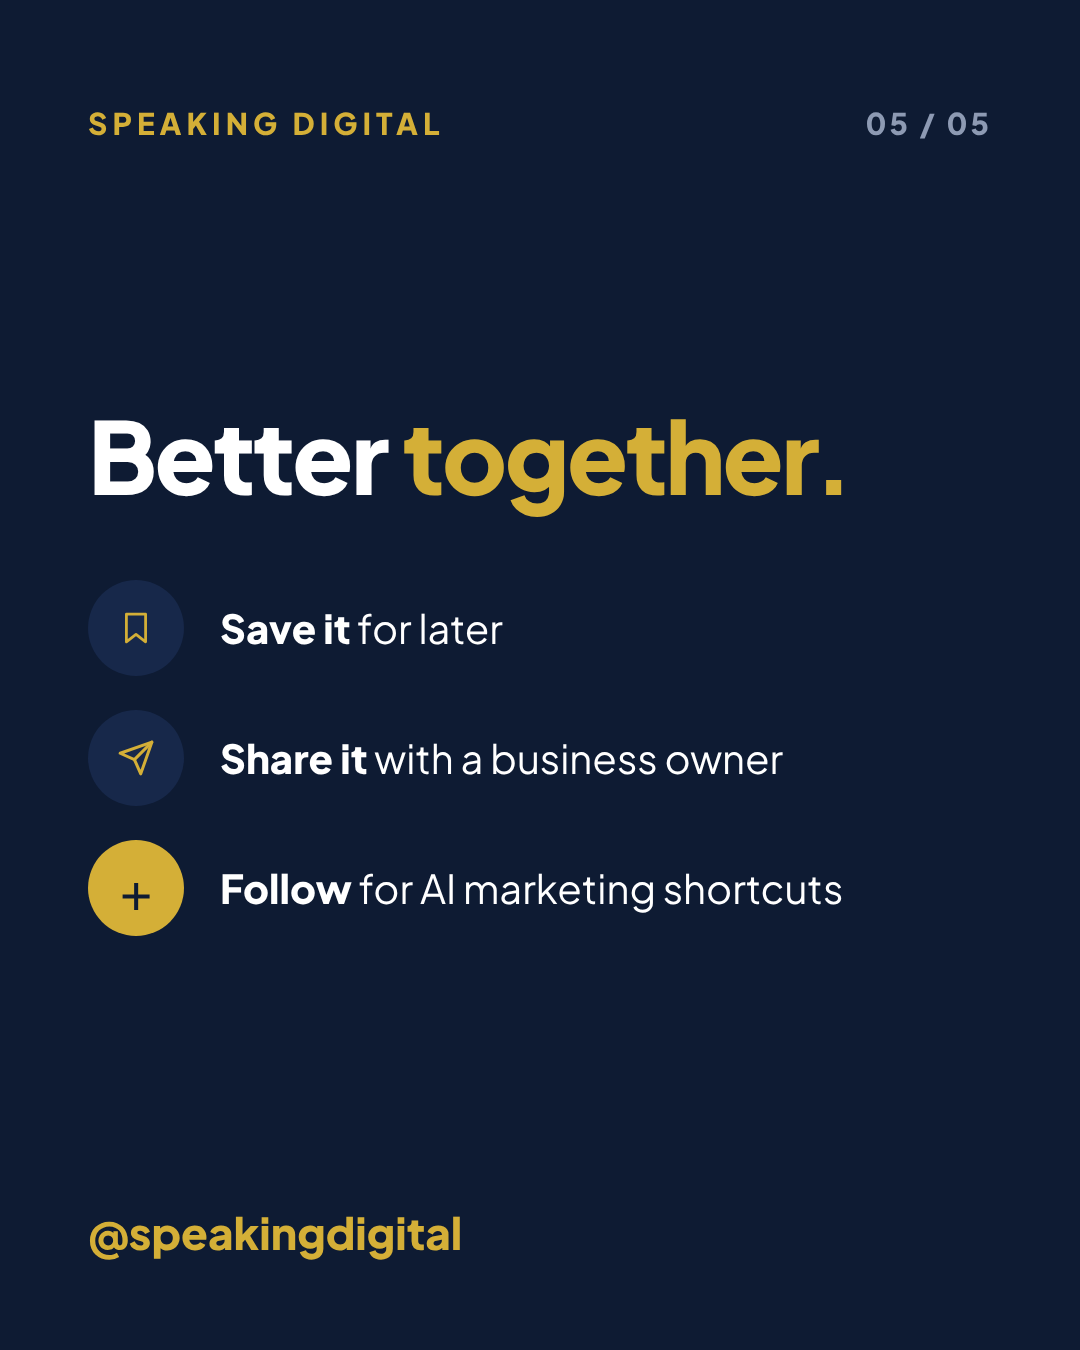 SPEAKING DIGITAL
05 / 05
Better together.
Save it for later
Share it with a business owner
+
Follow for AI marketing shortcuts
@speakingdigital